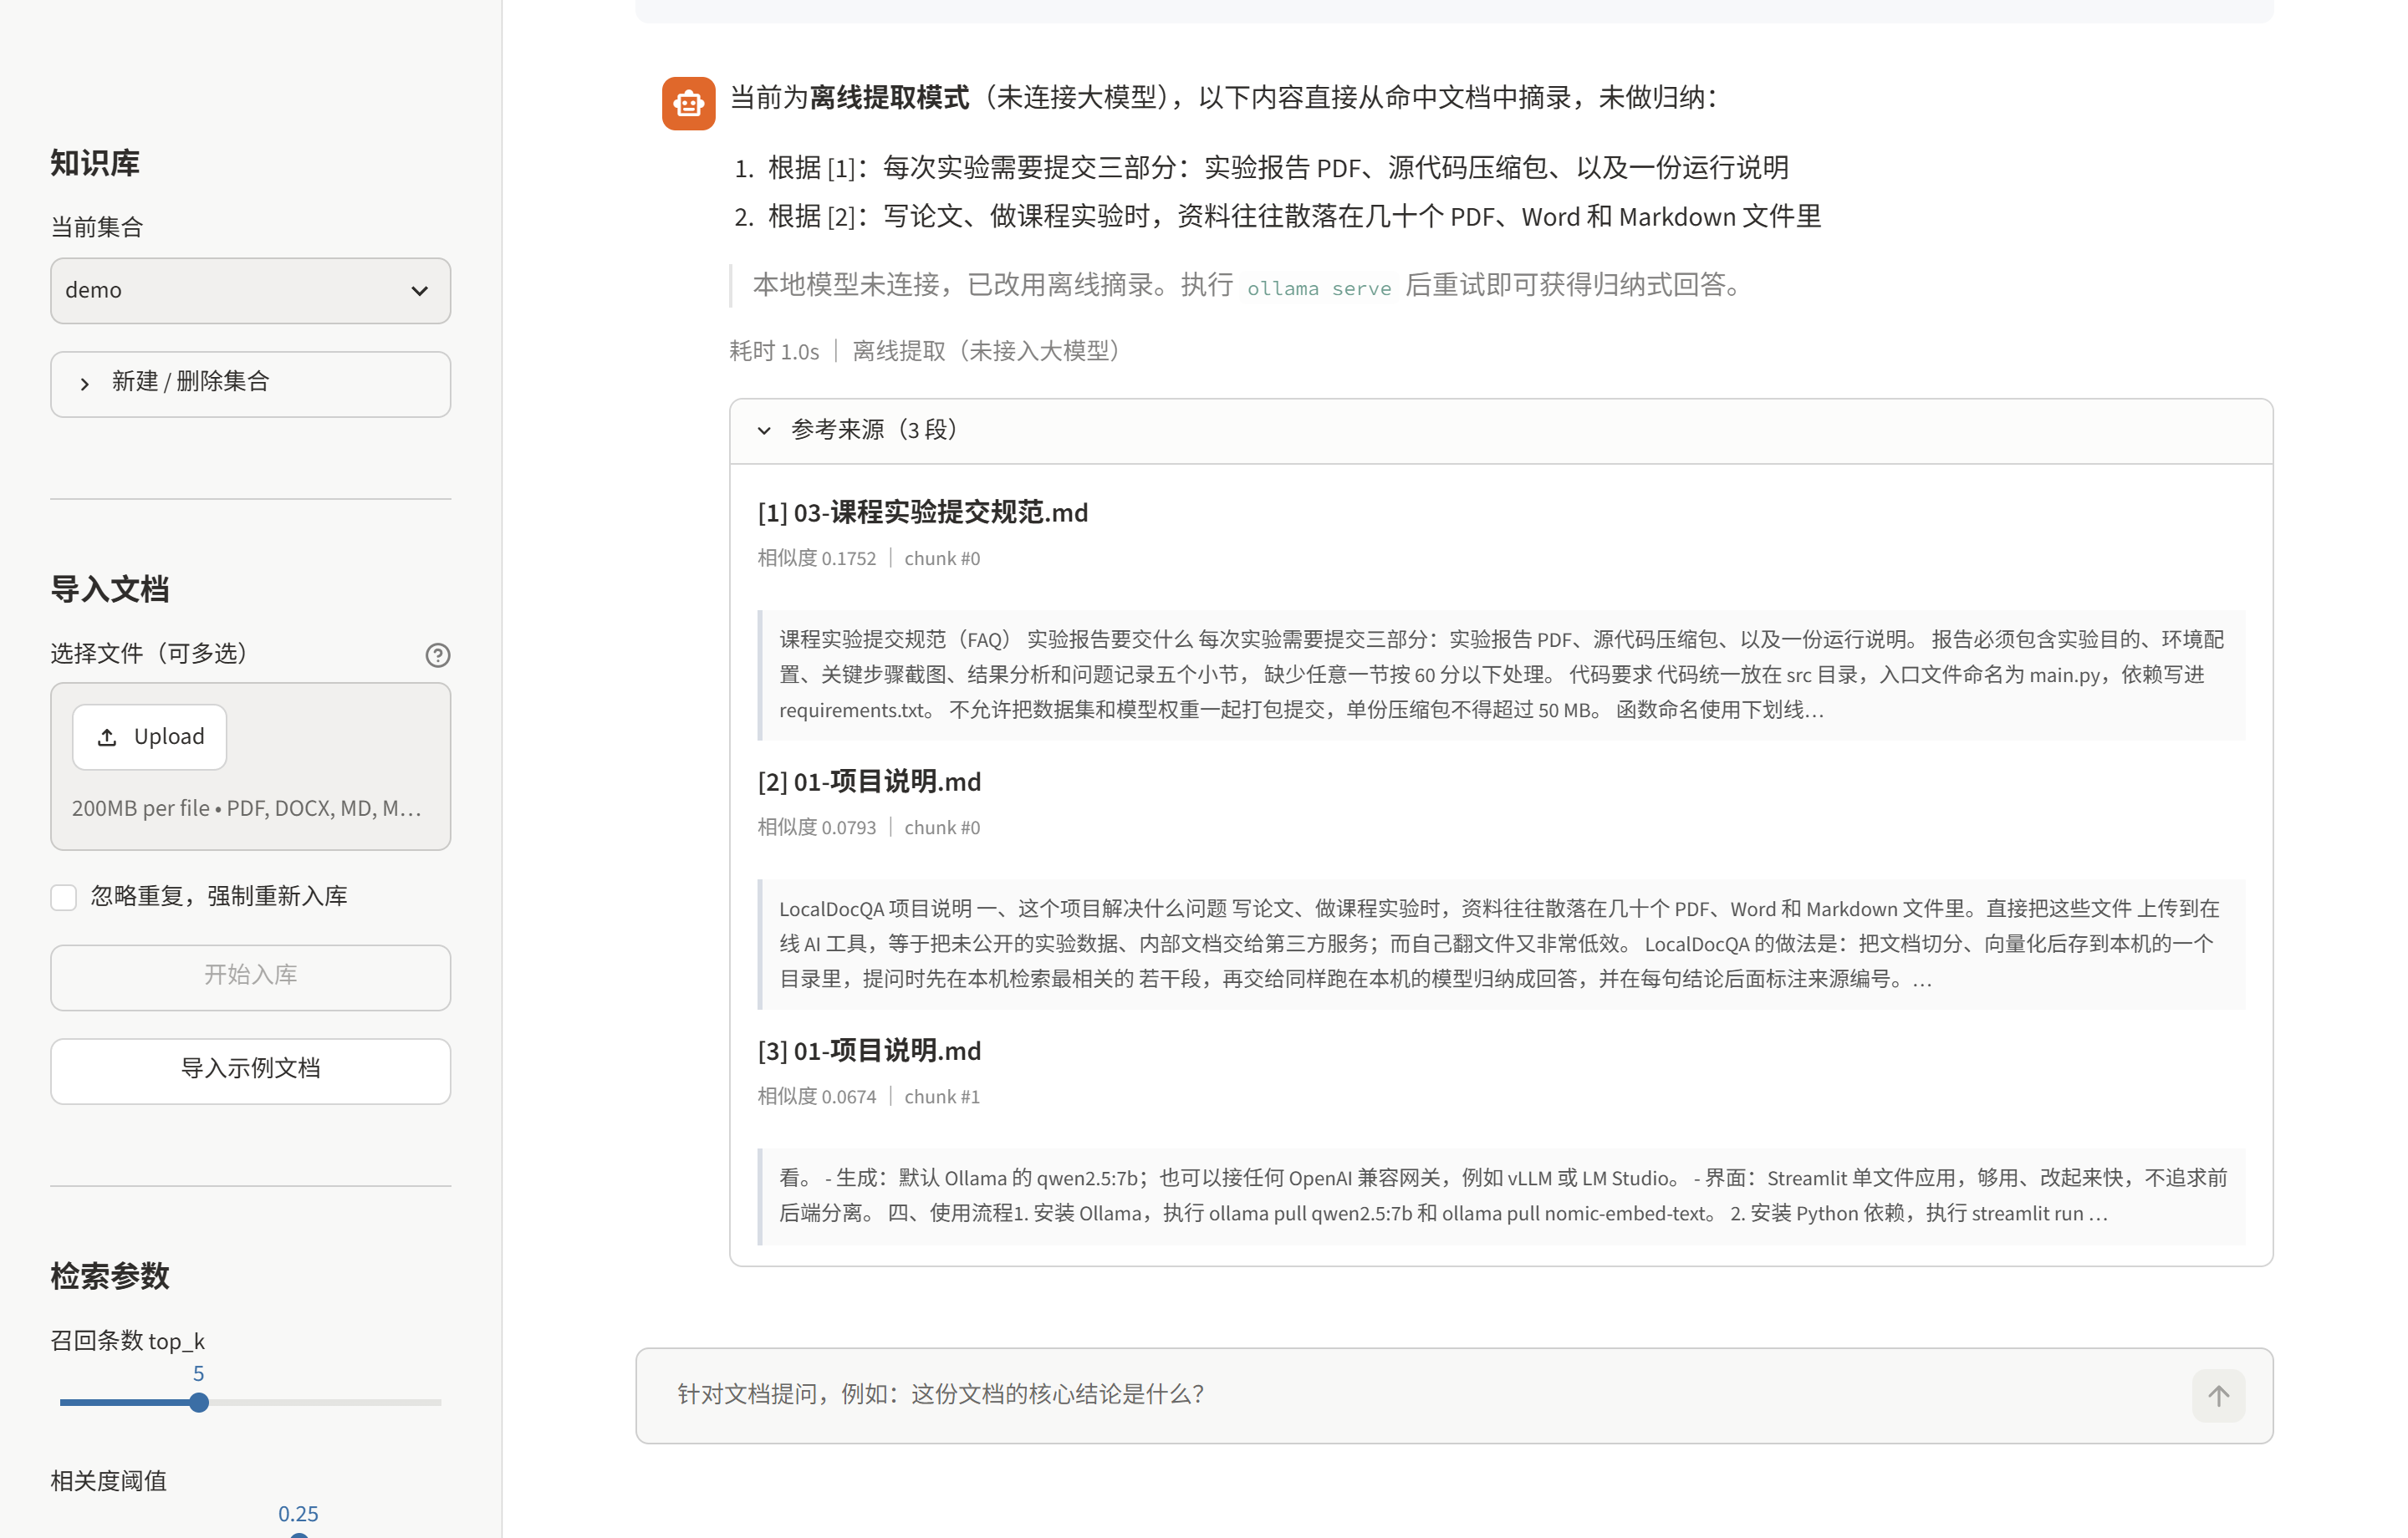 知识库
当前集合
demo
新建 / 删除集合
导入文档
选择文件（可多选）
Upload
200MB per file • PDF, DOCX, MD, M…
忽略重复，强制重新入库
开始入库
导入示例文档
检索参数
召回条数 top_k
5
相关度阈值
0.25
当前为离线提取模式（未连接大模型），以下内容直接从命中文档中摘录，未做归纳：
1. 根据 [1]：每次实验需要提交三部分：实验报告 PDF、源代码压缩包、以及一份运行说明
2. 根据 [2]：写论文、做课程实验时，资料往往散落在几十个 PDF、Word 和 Markdown 文件里
本地模型未连接，已改用离线摘录。执行 ollama serve 后重试即可获得归纳式回答。
耗时 1.0s ｜ 离线提取（未接入大模型）
参考来源（3 段）
[1] 03-课程实验提交规范.md
相似度 0.1752 ｜ chunk #0
课程实验提交规范（FAQ） 实验报告要交什么 每次实验需要提交三部分：实验报告 PDF、源代码压缩包、以及一份运行说明。 报告必须包含实验目的、环境配
置、关键步骤截图、结果分析和问题记录五个小节， 缺少任意一节按 60 分以下处理。 代码要求 代码统一放在 src 目录，入口文件命名为 main.py，依赖写进
requirements.txt。 不允许把数据集和模型权重一起打包提交，单份压缩包不得超过 50 MB。 函数命名使用下划线…
[2] 01-项目说明.md
相似度 0.0793 ｜ chunk #0
LocalDocQA 项目说明 一、这个项目解决什么问题 写论文、做课程实验时，资料往往散落在几十个 PDF、Word 和 Markdown 文件里。直接把这些文件 上传到在
线 AI 工具，等于把未公开的实验数据、内部文档交给第三方服务；而自己翻文件又非常低效。 LocalDocQA 的做法是：把文档切分、向量化后存到本机的一个
目录里，提问时先在本机检索最相关的 若干段，再交给同样跑在本机的模型归纳成回答，并在每句结论后面标注来源编号。…
[3] 01-项目说明.md
相似度 0.0674 ｜ chunk #1
看。 - 生成：默认 Ollama 的 qwen2.5:7b；也可以接任何 OpenAI 兼容网关，例如 vLLM 或 LM Studio。 - 界面：Streamlit 单文件应用，够用、改起来快，不追求前
后端分离。 四、使用流程1. 安装 Ollama，执行 ollama pull qwen2.5:7b 和 ollama pull nomic-embed-text。 2. 安装 Python 依赖，执行 streamlit run …
针对文档提问，例如：这份文档的核心结论是什么？